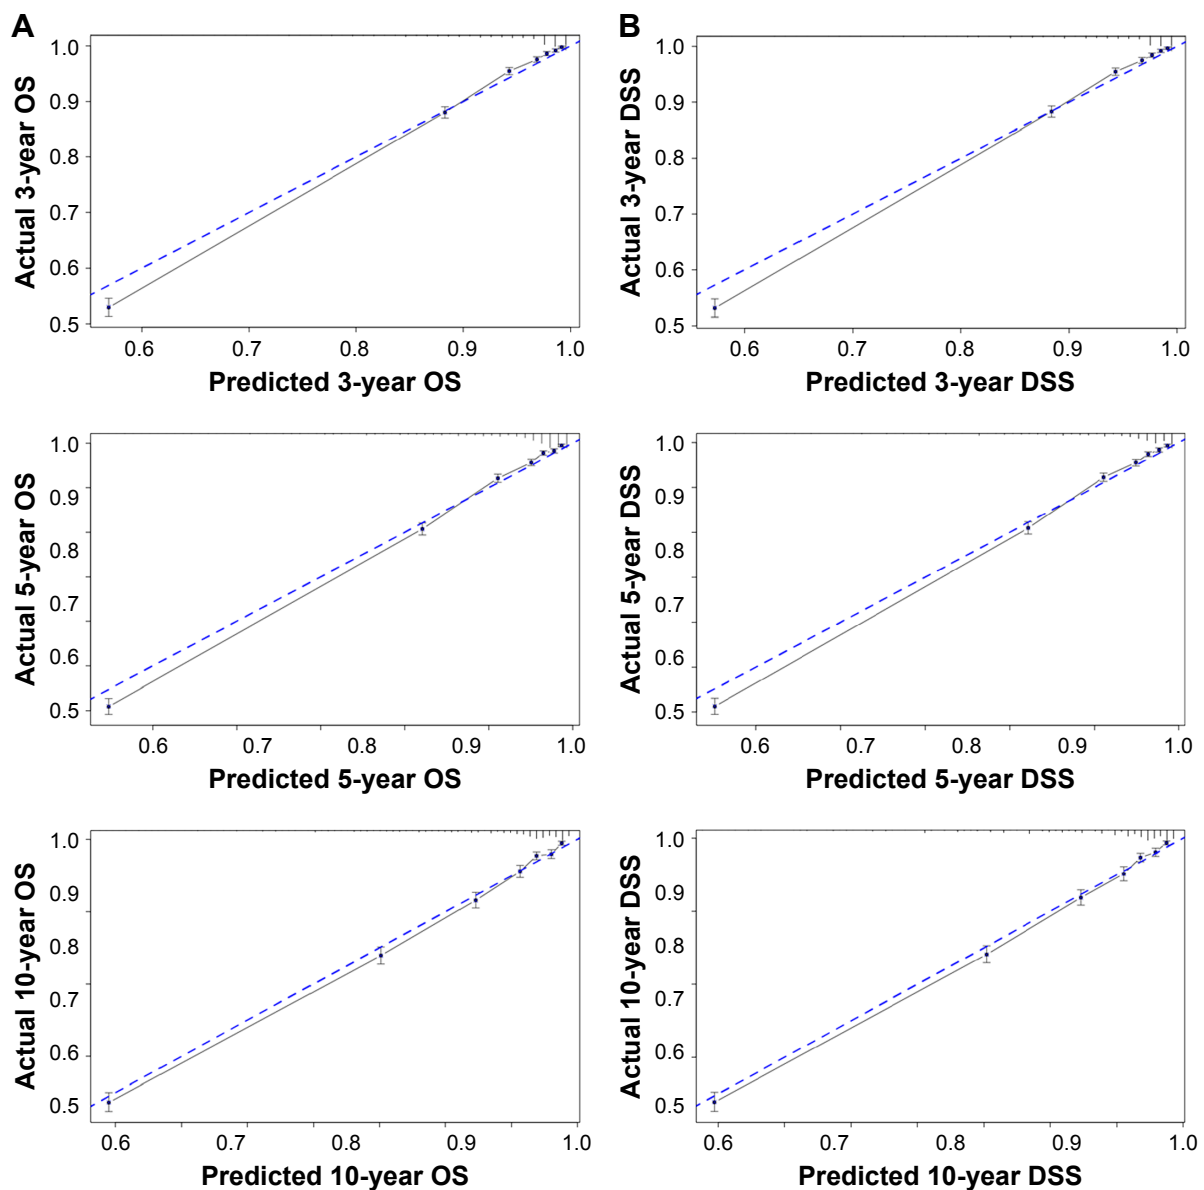 A
B
Actual 3-year OS
1.0
0.9
0.8
0.7
0.6
0.5
0.6 0.7 0.8 0.9 1.0
Predicted 3-year OS
Actual 3-year DSS
1.0
0.9
0.8
0.7
0.6
0.5
0.6 0.7 0.8 0.9 1.0
Predicted 3-year DSS
Actual 5-year OS
1.0
0.9
0.8
0.7
0.6
0.5
0.6 0.7 0.8 0.9 1.0
Predicted 5-year OS
Actual 5-year DSS
1.0
0.9
0.8
0.7
0.6
0.5
0.6 0.7 0.8 0.9 1.0
Predicted 5-year DSS
Actual 10-year OS
1.0
0.9
0.8
0.7
0.6
0.5
0.6 0.7 0.8 0.9 1.0
Predicted 10-year OS
Actual 10-year DSS
1.0
0.9
0.8
0.7
0.6
0.5
0.6 0.7 0.8 0.9 1.0
Predicted 10-year DSS